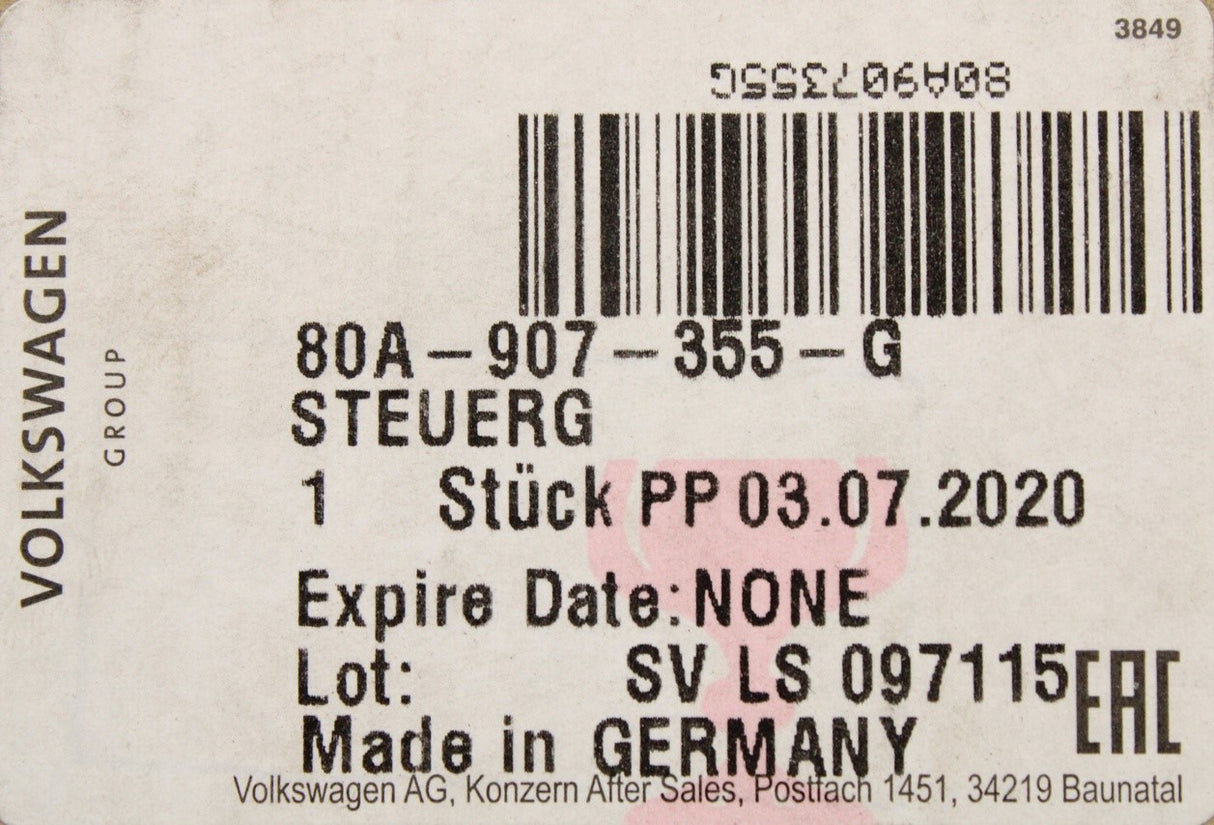 3849
80A907355G
VOLKSWAGEN
GROUP
80A-907-355-G
STEUERG
1 Stück PP 03.07.2020
Expire Date:NONE
Lot: SV LS 097115
EAC
Made in GERMANY
Volkswagen AG, Konzern After Sales, Postfach 1451, 34219 Baunatal